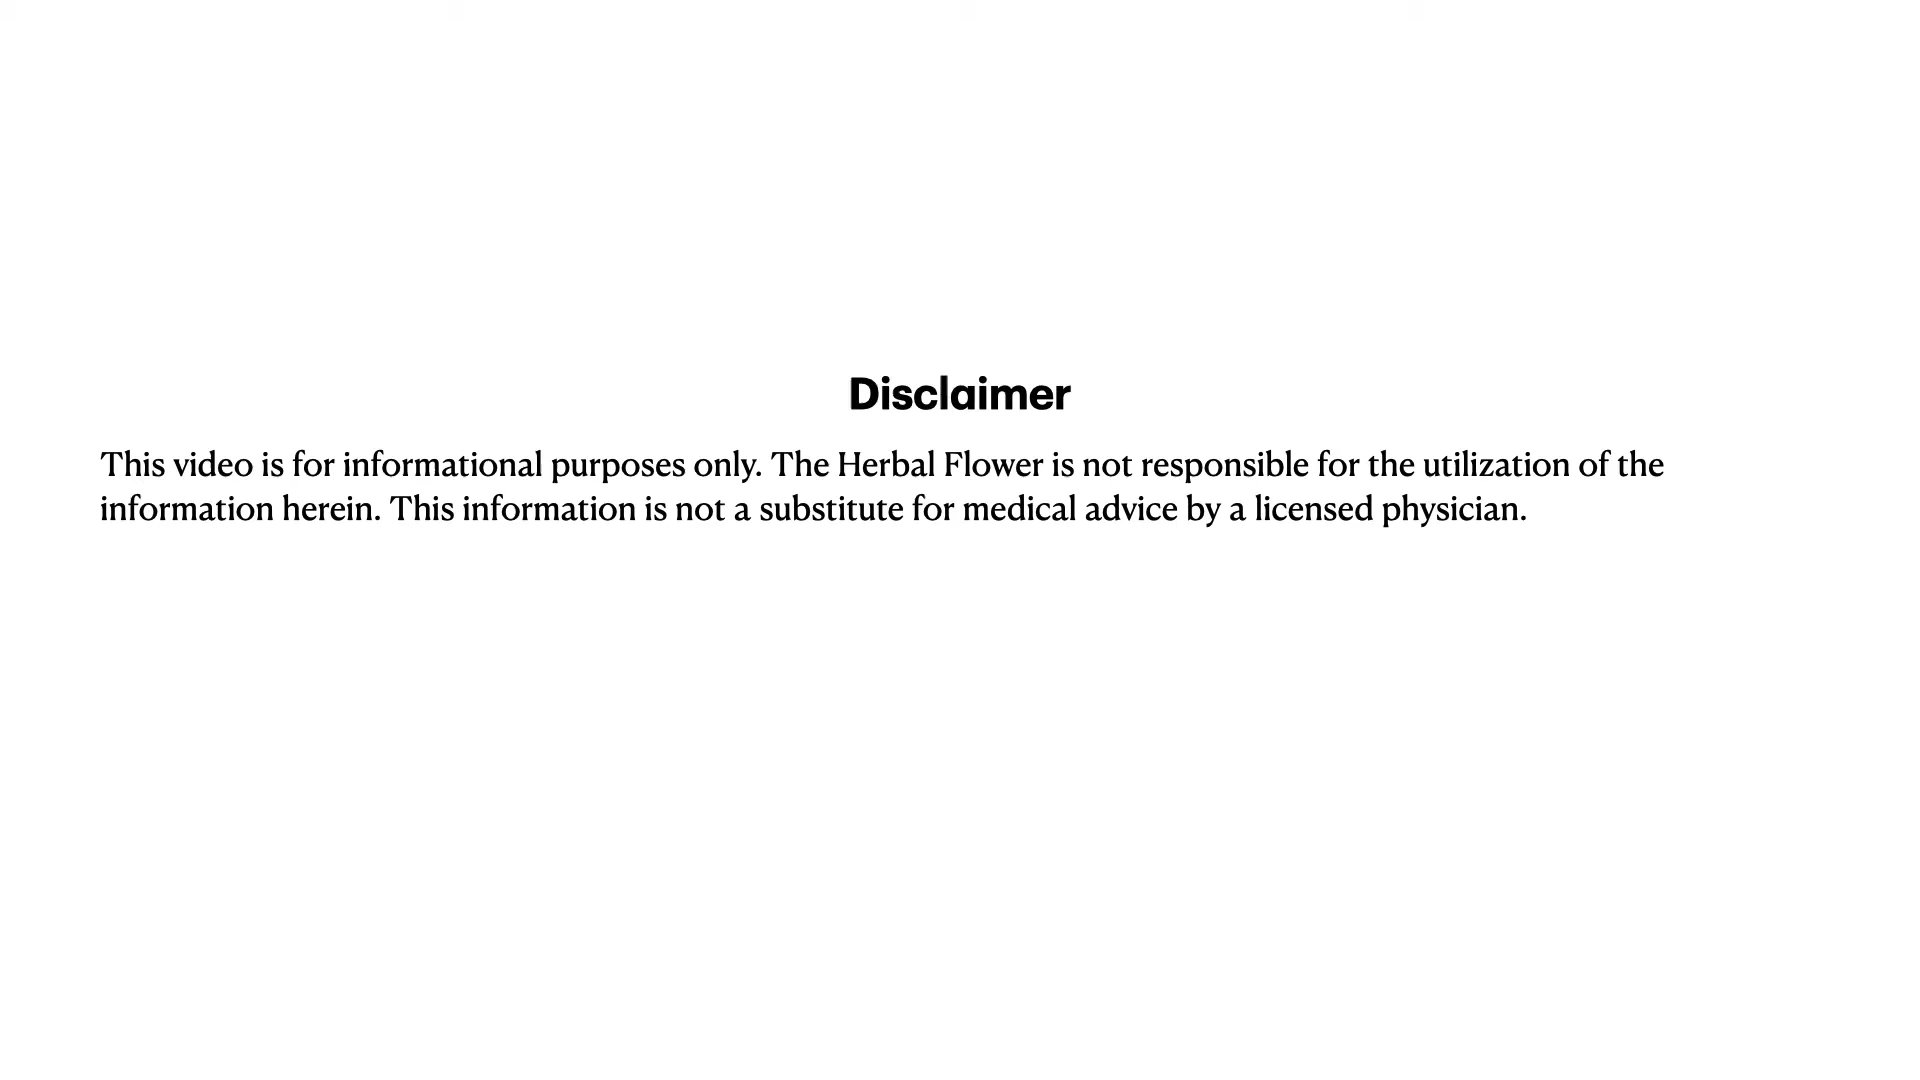 Disclaimer
This video is for informational purposes only. The Herbal Flower is not responsible for the utilization of the
information herein. This information is not a substitute for medical advice by a licensed physician.